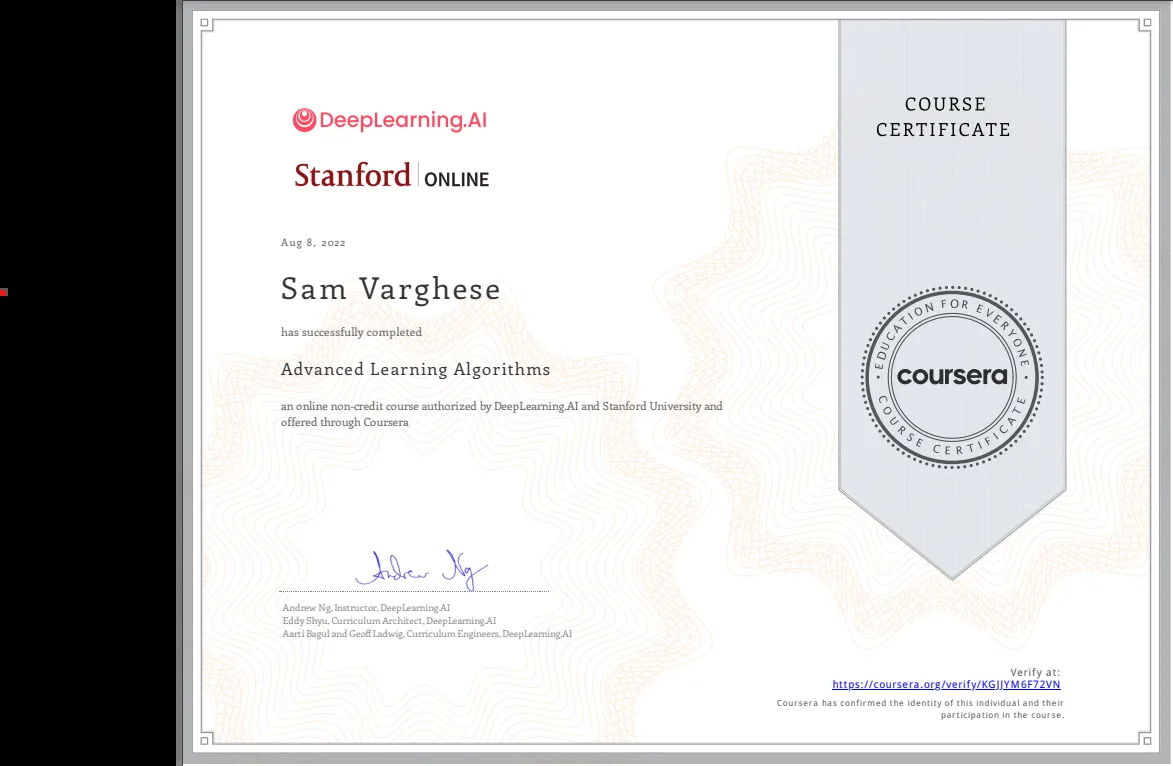 DeepLearning.AI
Stanford | ONLINE
Aug 8, 2022
Sam Varghese
has successfully completed
Advanced Learning Algorithms
an online non-credit course authorized by DeepLearning.AI and Stanford University and
offered through Coursera
Andrew Ng
Andrew Ng, Instructor, DeepLearning.AI
Eddy Shyu, Curriculum Architect, DeepLearning.AI
Aarti Bagul and Geoff Ladwig, Curriculum Engineers, DeepLearning.AI
COURSE
CERTIFICATE
EDUCATION FOR EVERYONE
coursera
COURSE CERTIFICATE
Verify at:
https://coursera.org/verify/KGJJYM6F72VN
Coursera has confirmed the identity of this individual and their
participation in the course.